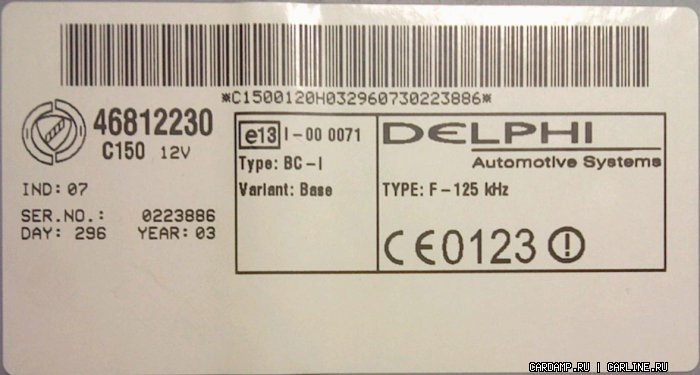 *C1500120H032960730223886*
46812230
C150 12V
IND: 07
SER.NO.: 0223886
DAY: 296 YEAR: 03
e13 I-00 0071
Type: BC-I
Variant: Base
DELPHI
Automotive Systems
TYPE: F-125 kHz
CE0123
CARDAMP.RU | CARLINE.RU